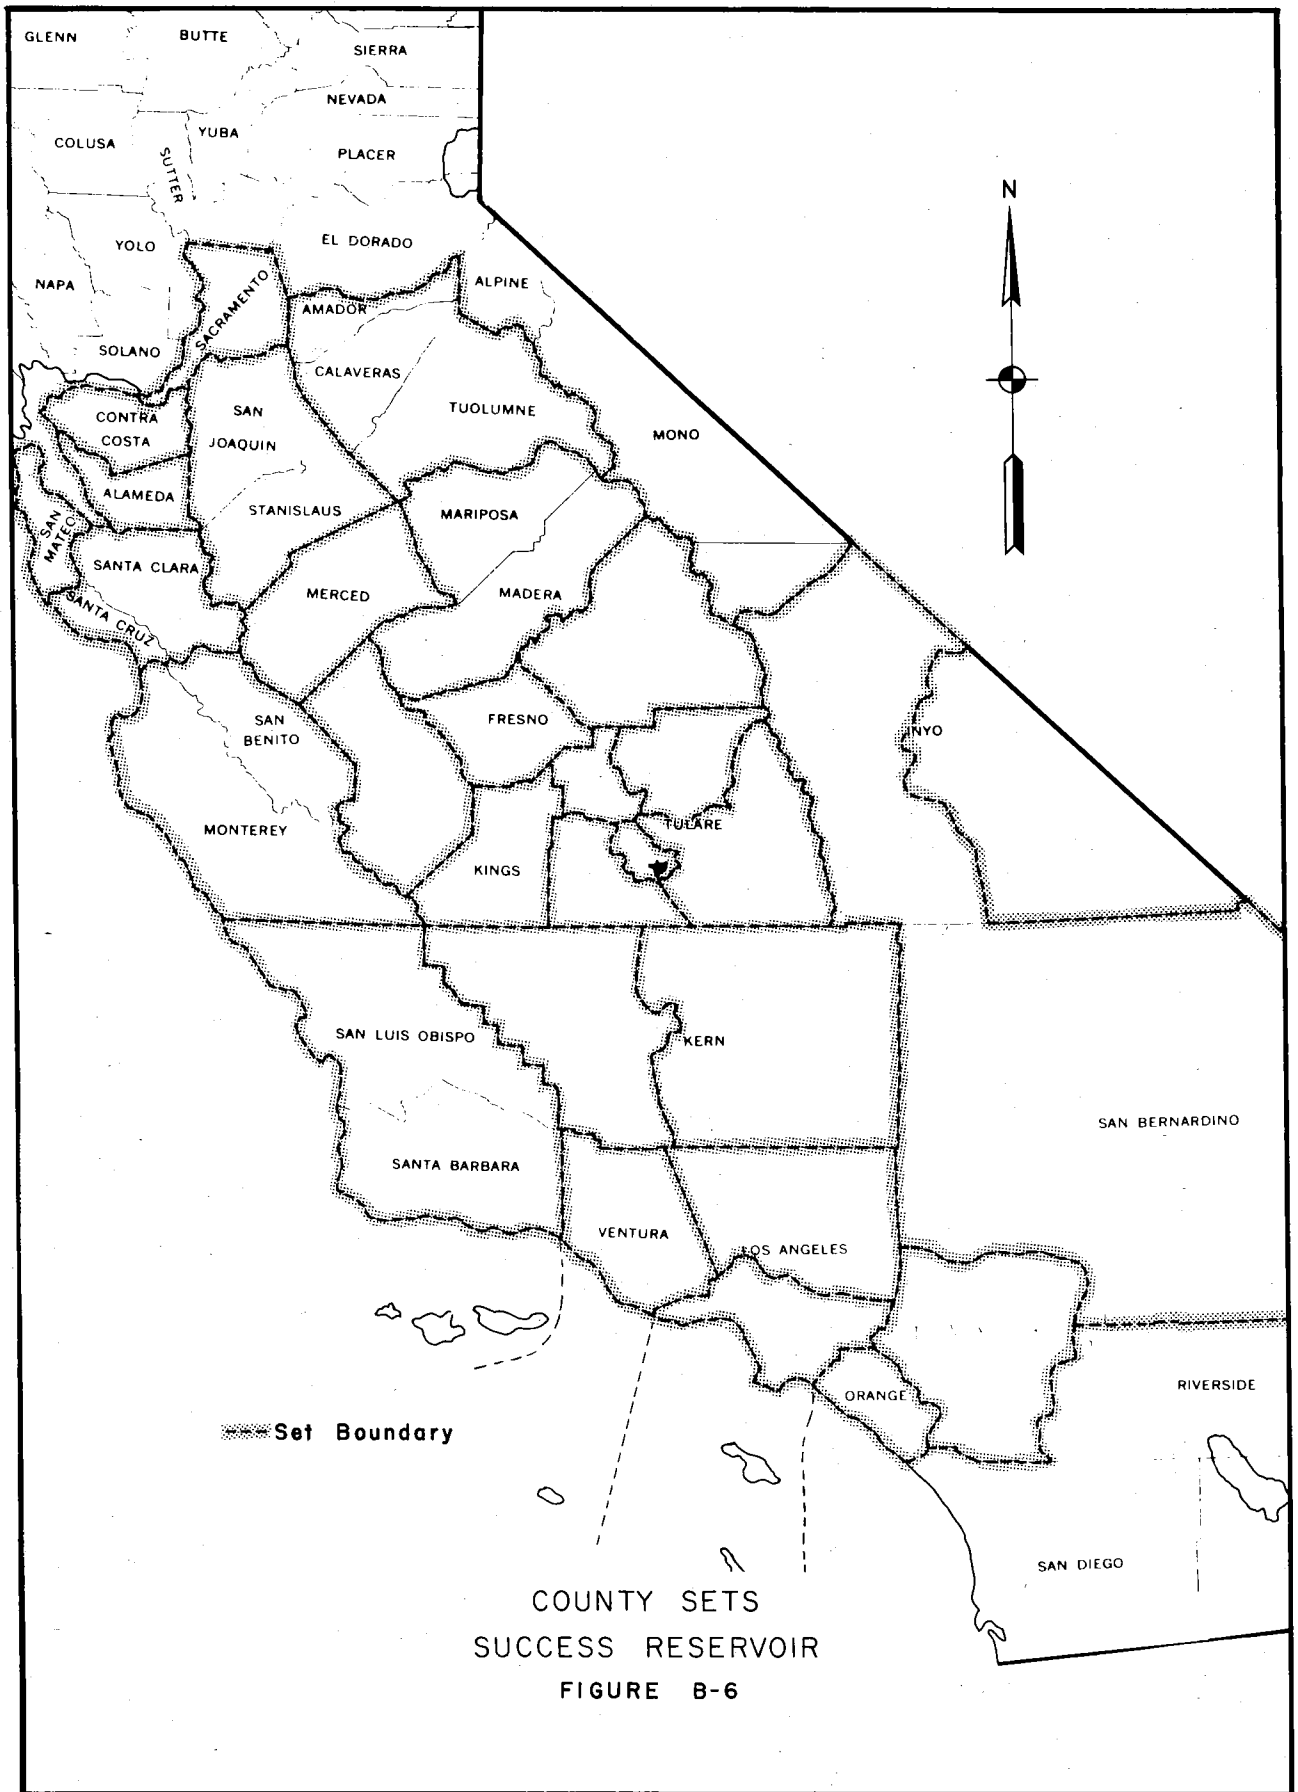 GLENN
BUTTE
SIERRA
NEVADA
COLUSA
YUBA
SUTTER
PLACER
N
YOLO
EL DORADO
NAPA
SACRAMENTO
ALPINE
AMADOR
SOLANO
CALAVERAS
CONTRA
COSTA
SAN
JOAQUIN
TUOLUMNE
MONO
ALAMEDA
STANISLAUS
MARIPOSA
SAN
MATEO
SANTA CLARA
MERCED
MADERA
SANTA CRUZ
SAN
BENITO
FRESNO
INYO
MONTEREY
TULARE
KINGS
SAN LUIS OBISPO
KERN
SAN BERNARDINO
SANTA BARBARA
VENTURA
LOS ANGELES
ORANGE
RIVERSIDE
Set Boundary
SAN DIEGO
COUNTY SETS
SUCCESS RESERVOIR
FIGURE B-6